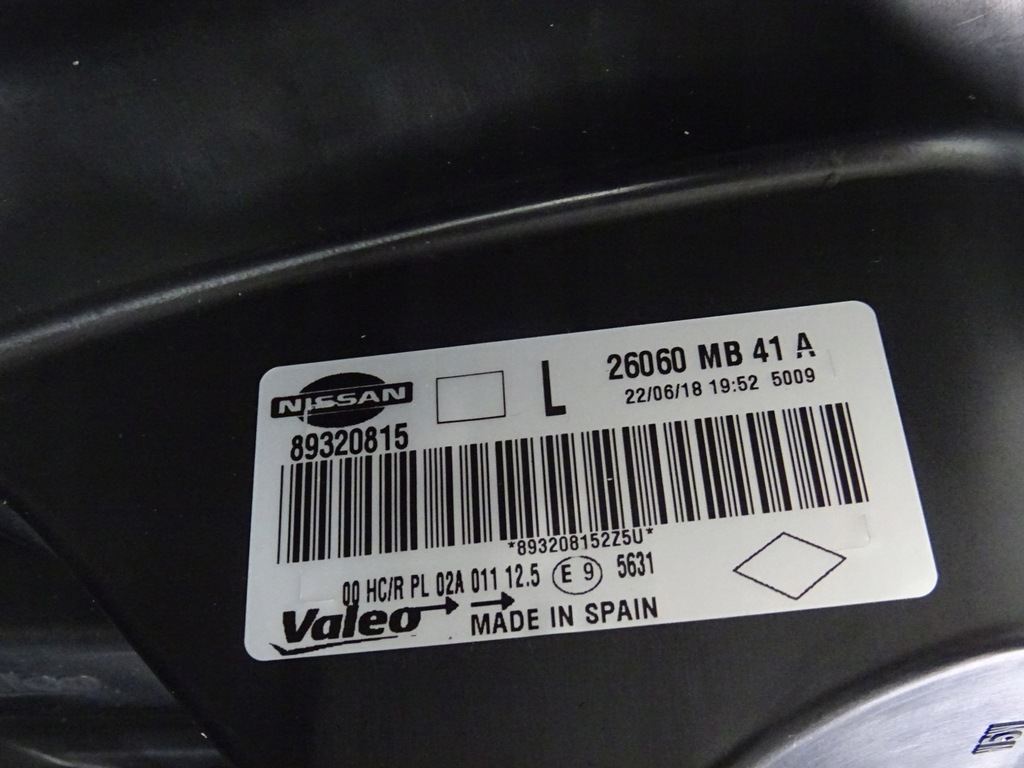 NISSAN
L
26060 MB 41 A
22/06/18 19:52 5009
89320815
*893208152Z5U*
00 HC/R PL 02A 011 12.5 E 9 5631
Valeo
MADE IN SPAIN